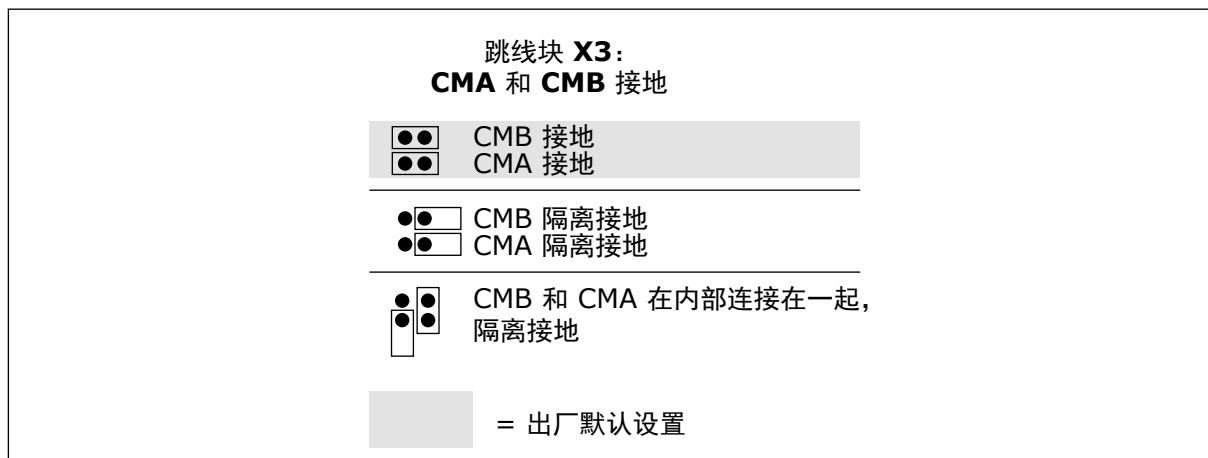 跳线块 X3：
CMA 和 CMB 接地
CMB 接地
CMA 接地
CMB 隔离接地
CMA 隔离接地
CMB 和 CMA 在内部连接在一起，
隔离接地
= 出厂默认设置